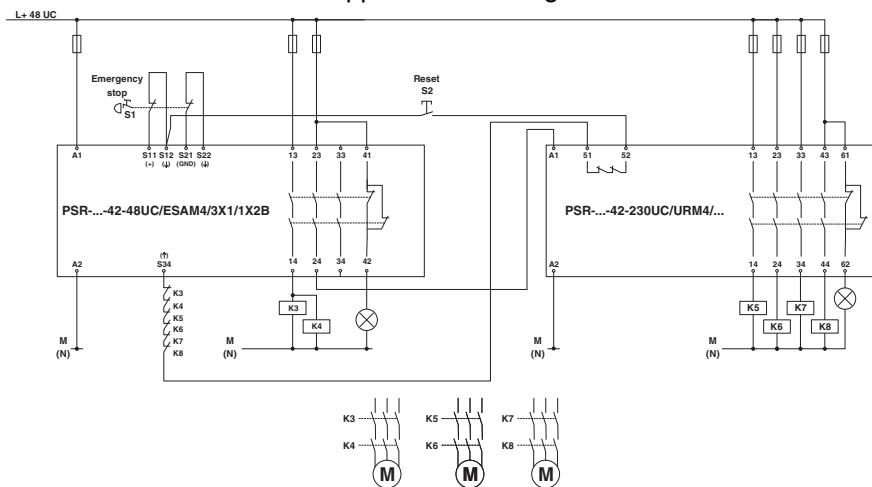 L+ 48 UC
Emergency
stop
S1
Reset
S2
A1
S11
(+)
S12
(↓)
S21
(GND)
S22
(↓)
13
23
33
41
A1
51
52
13
23
33
43
61
PSR-...-42-48UC/ESAM4/3X1/1X2B
PSR-...-42-230UC/URM4/...
A2
(↑)
S34
14
24
34
42
A2
14
24
34
44
62
K3
K4
K5
K6
K7
K8
K3
K4
K5
K6
K7
K8
M
(N)
M
(N)
M
(N)
M
(N)
K3
K4
K5
K6
K7
K8
M
M
M